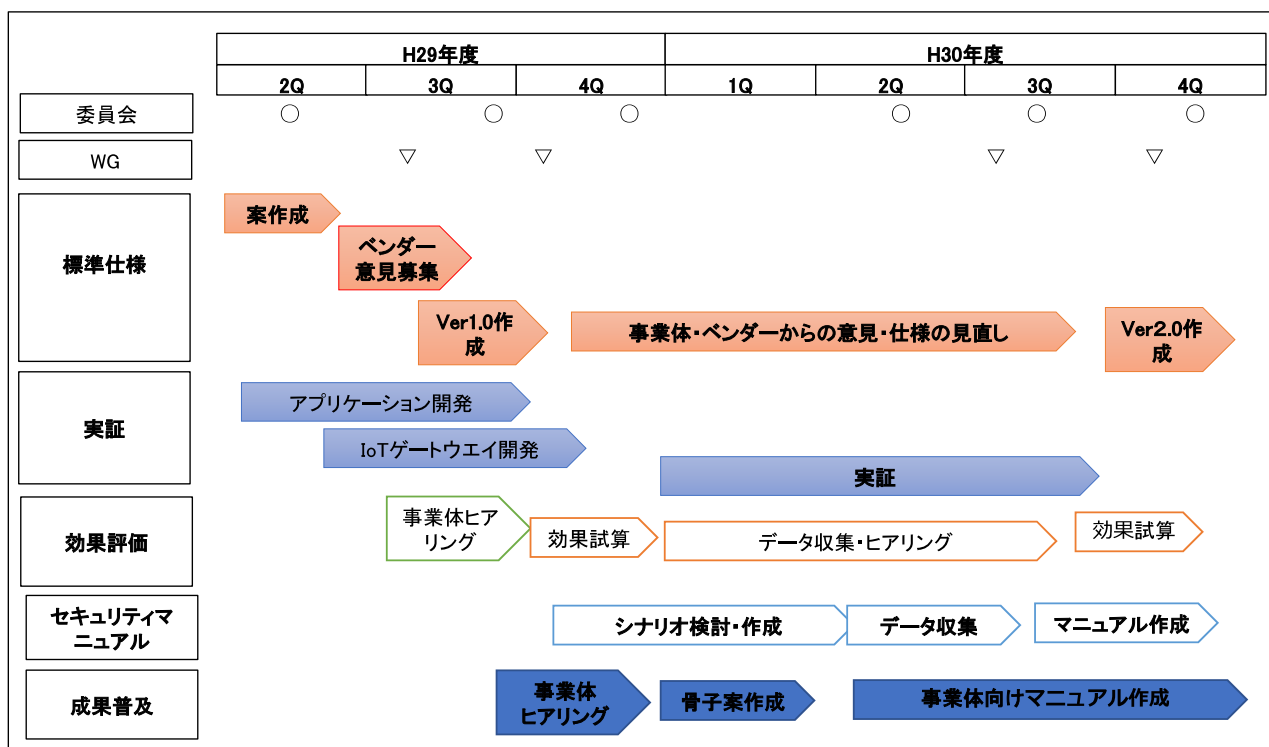 H29年度
H30年度
2Q
3Q
4Q
1Q
2Q
3Q
4Q
委員会
○
○
○
○
○
○
WG
▽
▽
▽
▽
標準仕様
案作成
ベンダー
意見募集
Ver1.0作
成
事業体・ベンダーからの意見・仕様の見直し
Ver2.0作
成
実証
アプリケーション開発
IoTゲートウエイ開発
実証
効果評価
事業体ヒア
リング
効果試算
データ収集・ヒアリング
効果試算
セキュリティマ
ニュアル
シナリオ検討・作成
データ収集
マニュアル作成
成果普及
事業体
ヒアリング
骨子案作成
事業体向けマニュアル作成